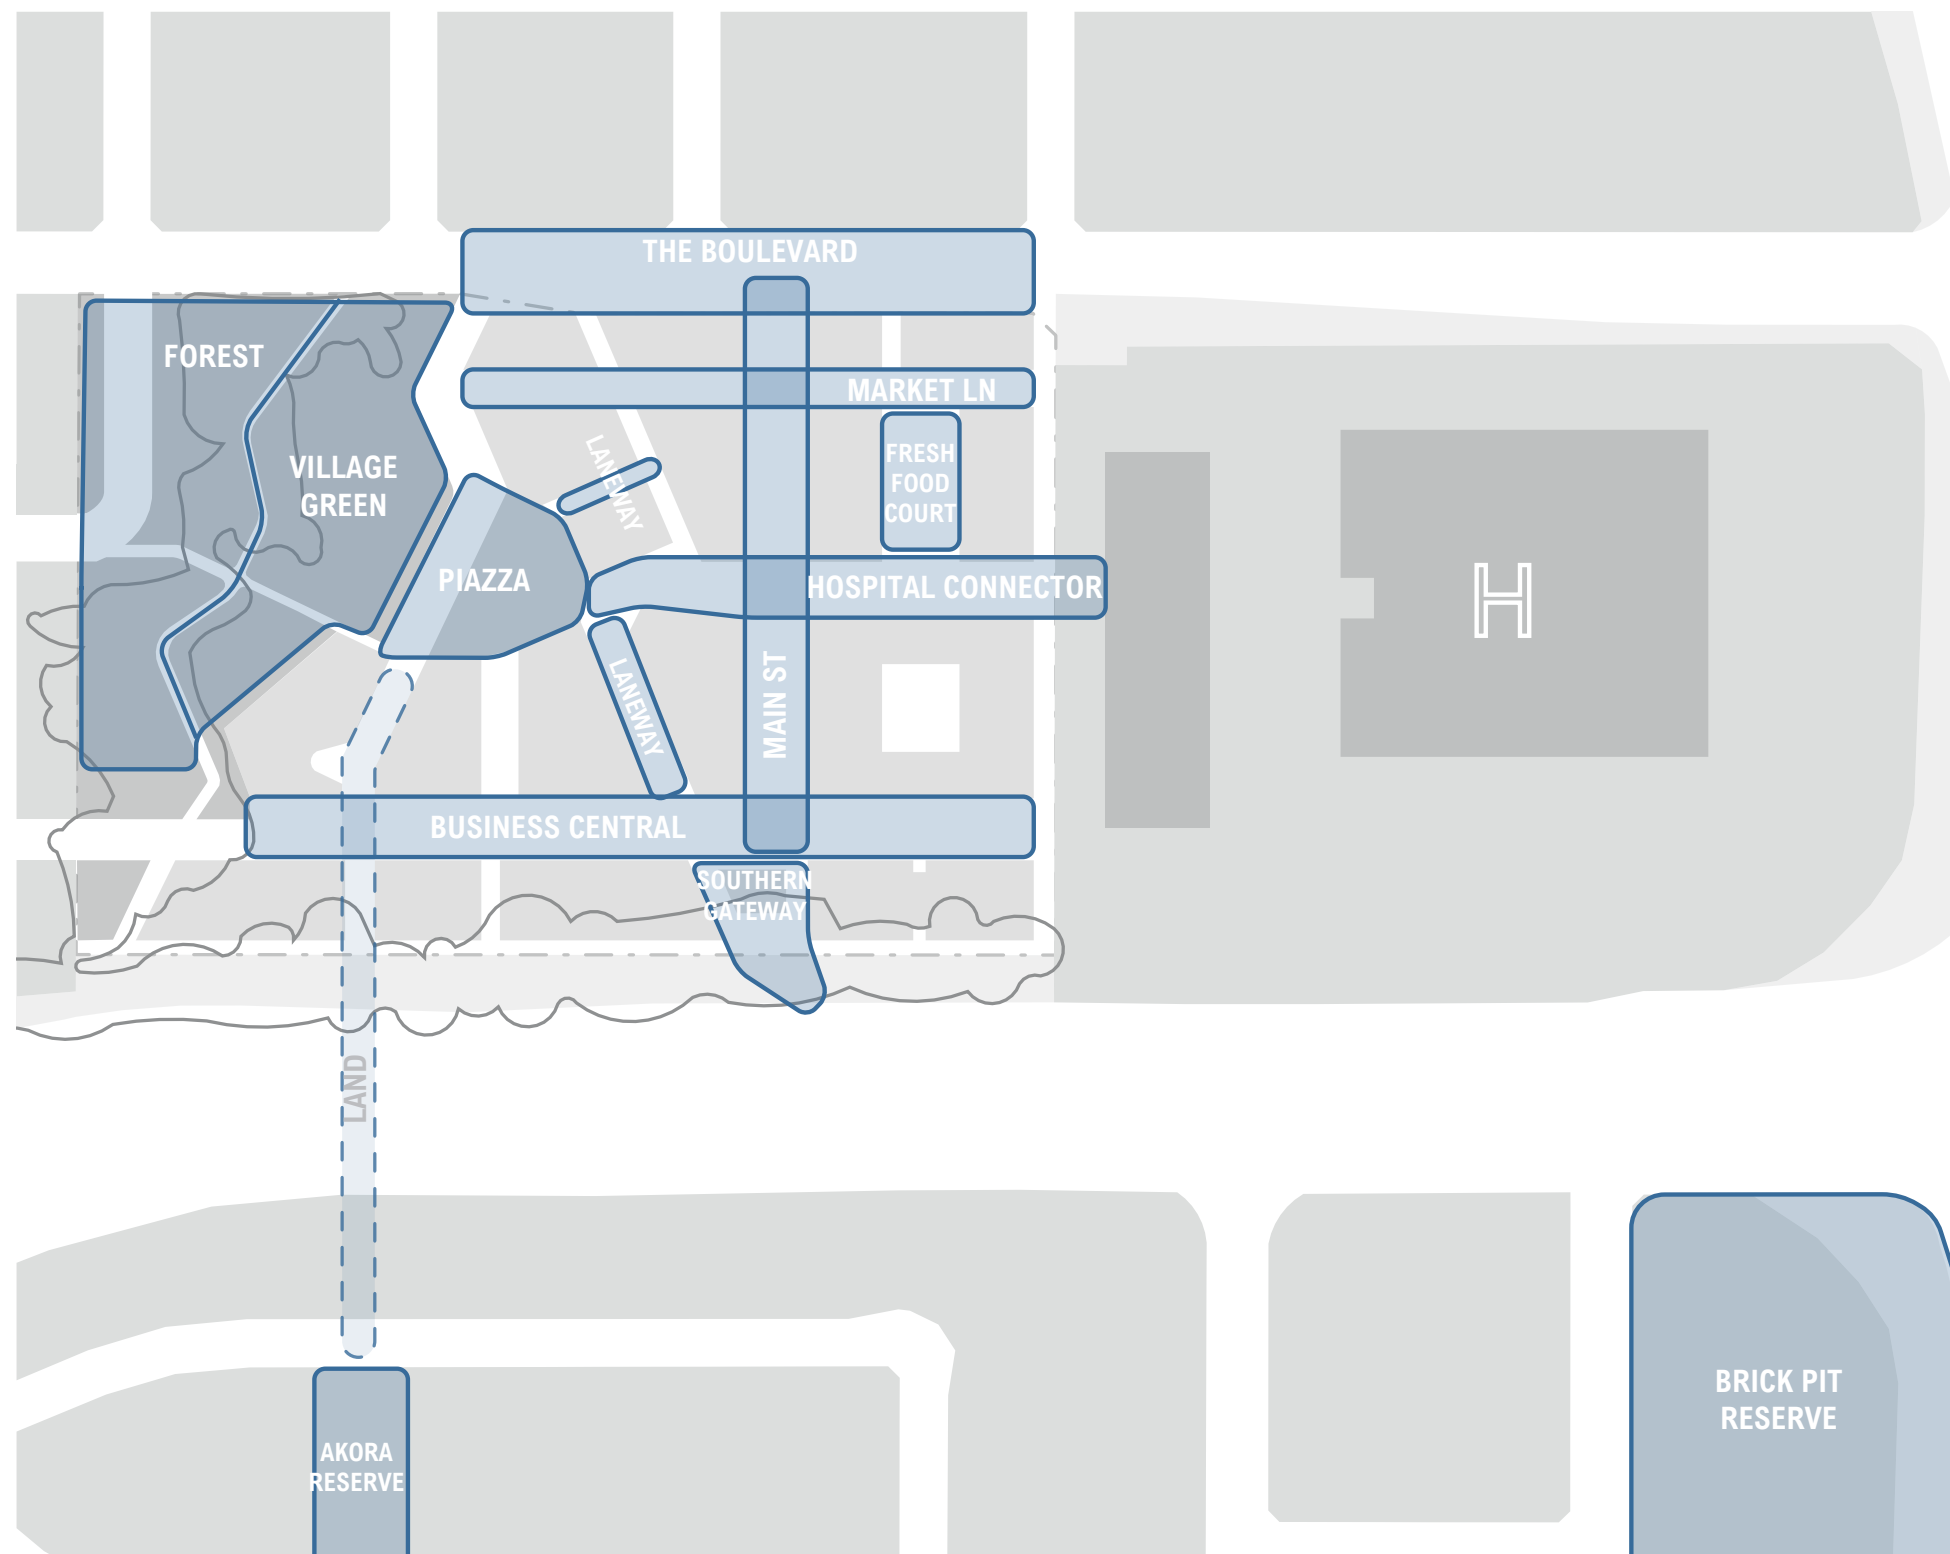 THE BOULEVARD
FOREST
MARKET LN
VILLAGE
GREEN
LANEWAY
FRESH
FOOD
COURT
PIAZZA
HOSPITAL CONNECTOR
H
LANEWAY
MAIN ST
BUSINESS CENTRAL
SOUTHERN
GATEWAY
LAND
BRICK PIT
RESERVE
AKORA
RESERVE